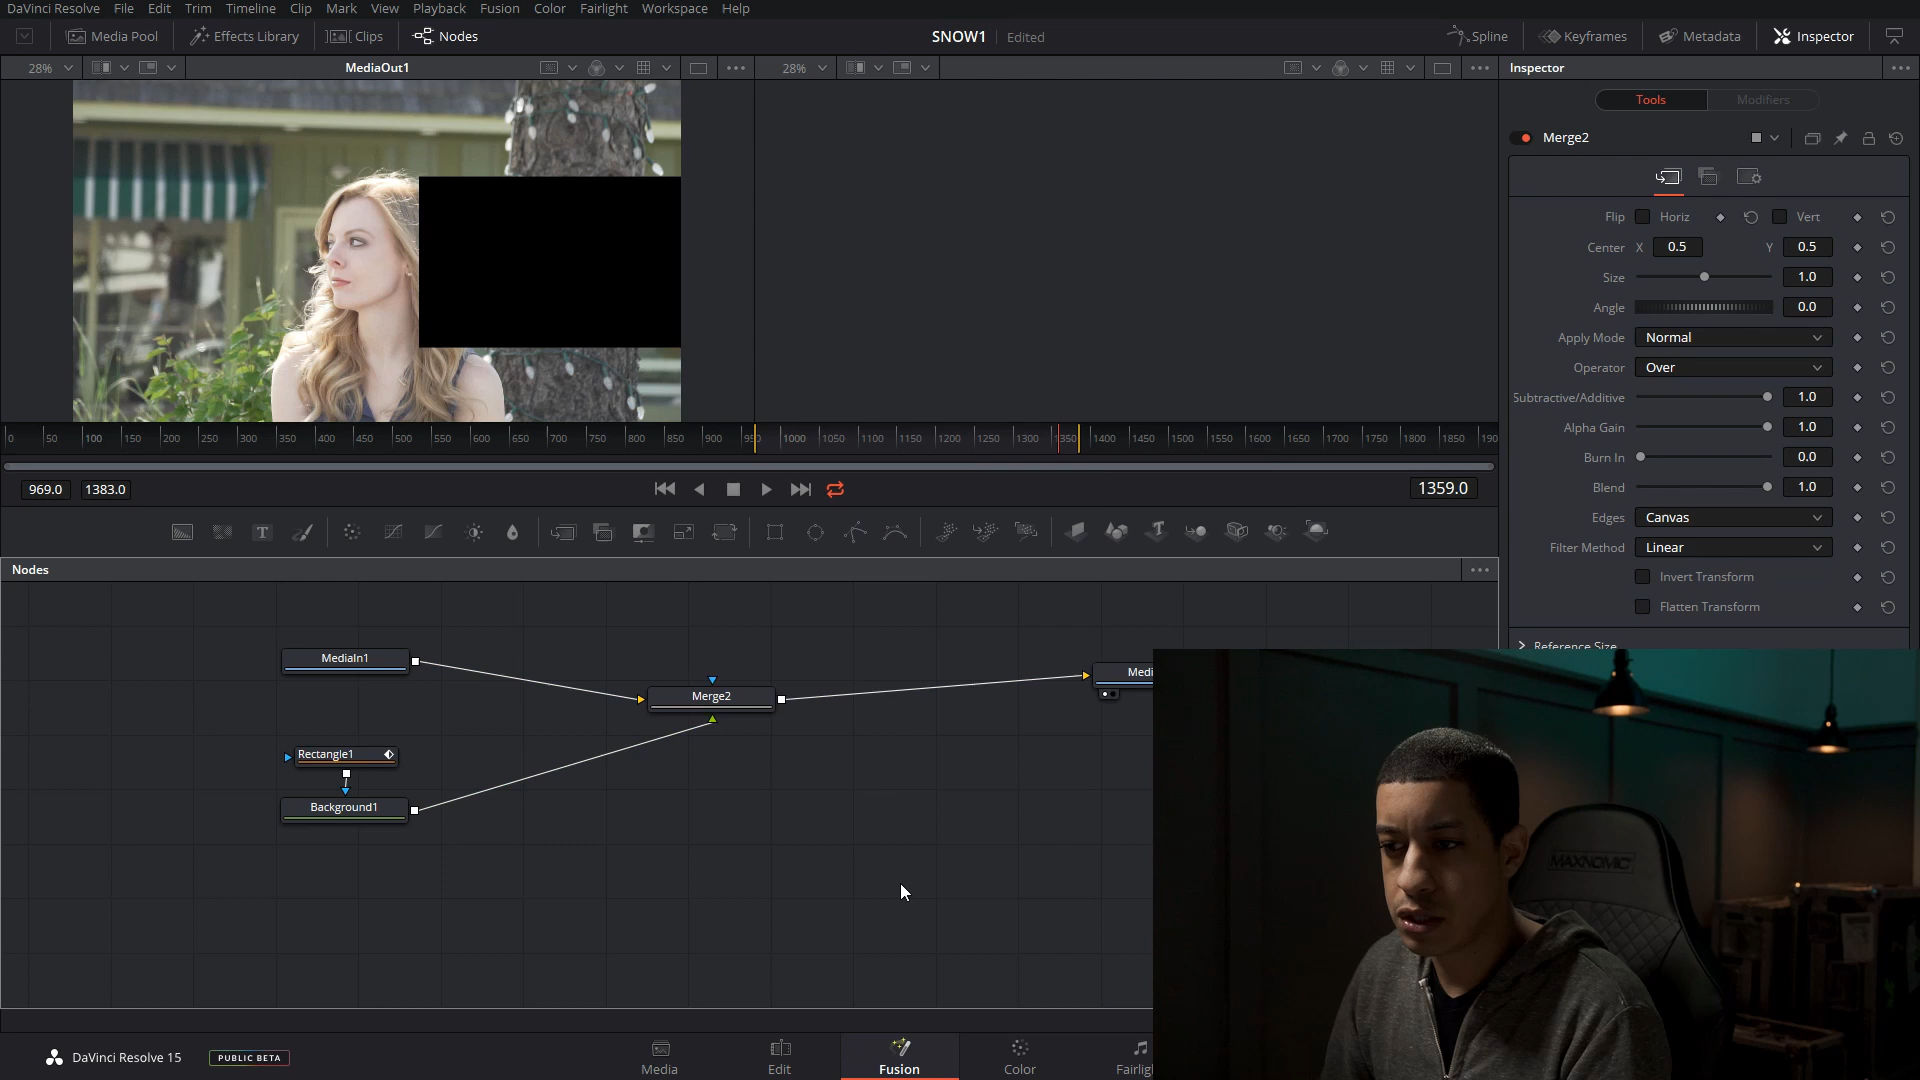 DaVinci Resolve File Edit Trim Timeline Clip Mark View Playback Fusion Color Fairlight Workspace Help
Media Pool Effects Library Clips Nodes SNOW1 Edited Spline Keyframes Metadata Inspector
28% MediaOut1 28% Inspector
Tools Modifiers
Merge2
Flip Horiz Vert
Center X 0.5 Y 0.5
Size 1.0
Angle 0.0
Apply Mode Normal
Operator Over
Subtractive/Additive 1.0
Alpha Gain 1.0
Burn In 0.0
Blend 1.0
Edges Canvas
Filter Method Linear
Invert Transform
Flatten Transform
Reference Size
0 50 100 150 200 250 300 350 400 450 500 550 600 650 700 750 800 850 900 950 1000 1050 1100 1150 1200 1250 1300 1350 1400 1450 1500 1550 1600 1650 1700 1750 1800 1850 190
969.0 1383.0 1359.0
Nodes
MediaIn1
Merge2
Medi
Rectangle1
Background1
MAXNOMIC
DaVinci Resolve 15 PUBLIC BETA
Media Edit Fusion Color Fairligh